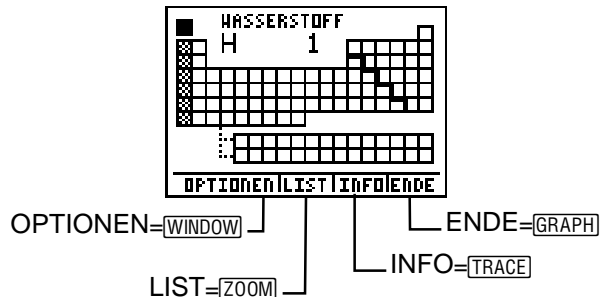 WASSERSTOFF
H 1
OPTIONEN LIST INFO ENDE
OPTIONEN=WINDOW
ENDE=GRAPH
INFO=TRACE
LIST=ZOOM